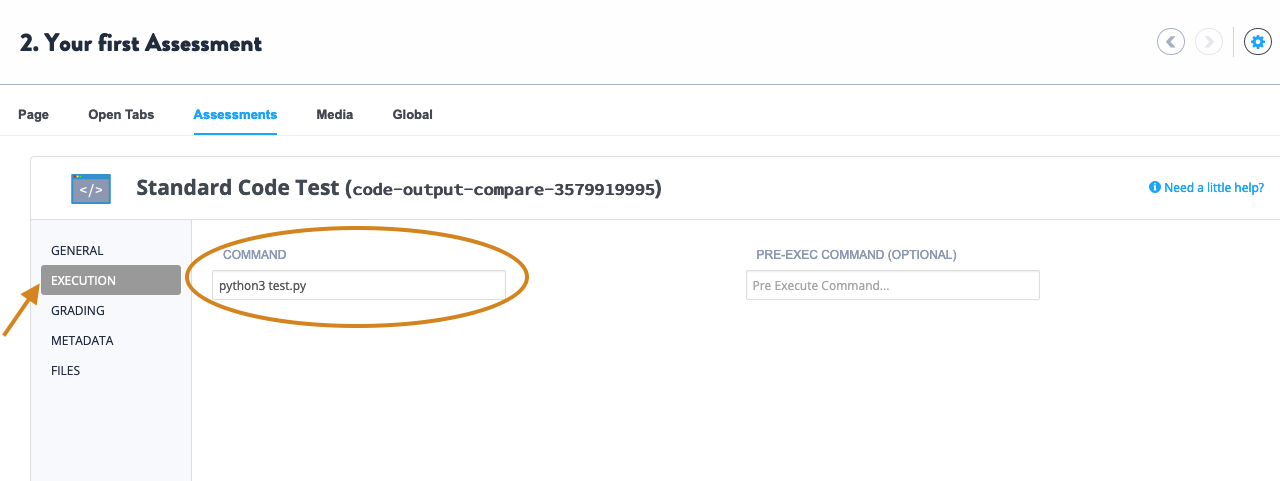 2. Your first Assessment
Page Open Tabs Assessments Media Global
</> Standard Code Test (code-output-compare-3579919995) Need a little help?
GENERAL
EXECUTION
GRADING
METADATA
FILES
COMMAND
python3 test.py
PRE-EXEC COMMAND (OPTIONAL)
Pre Execute Command...